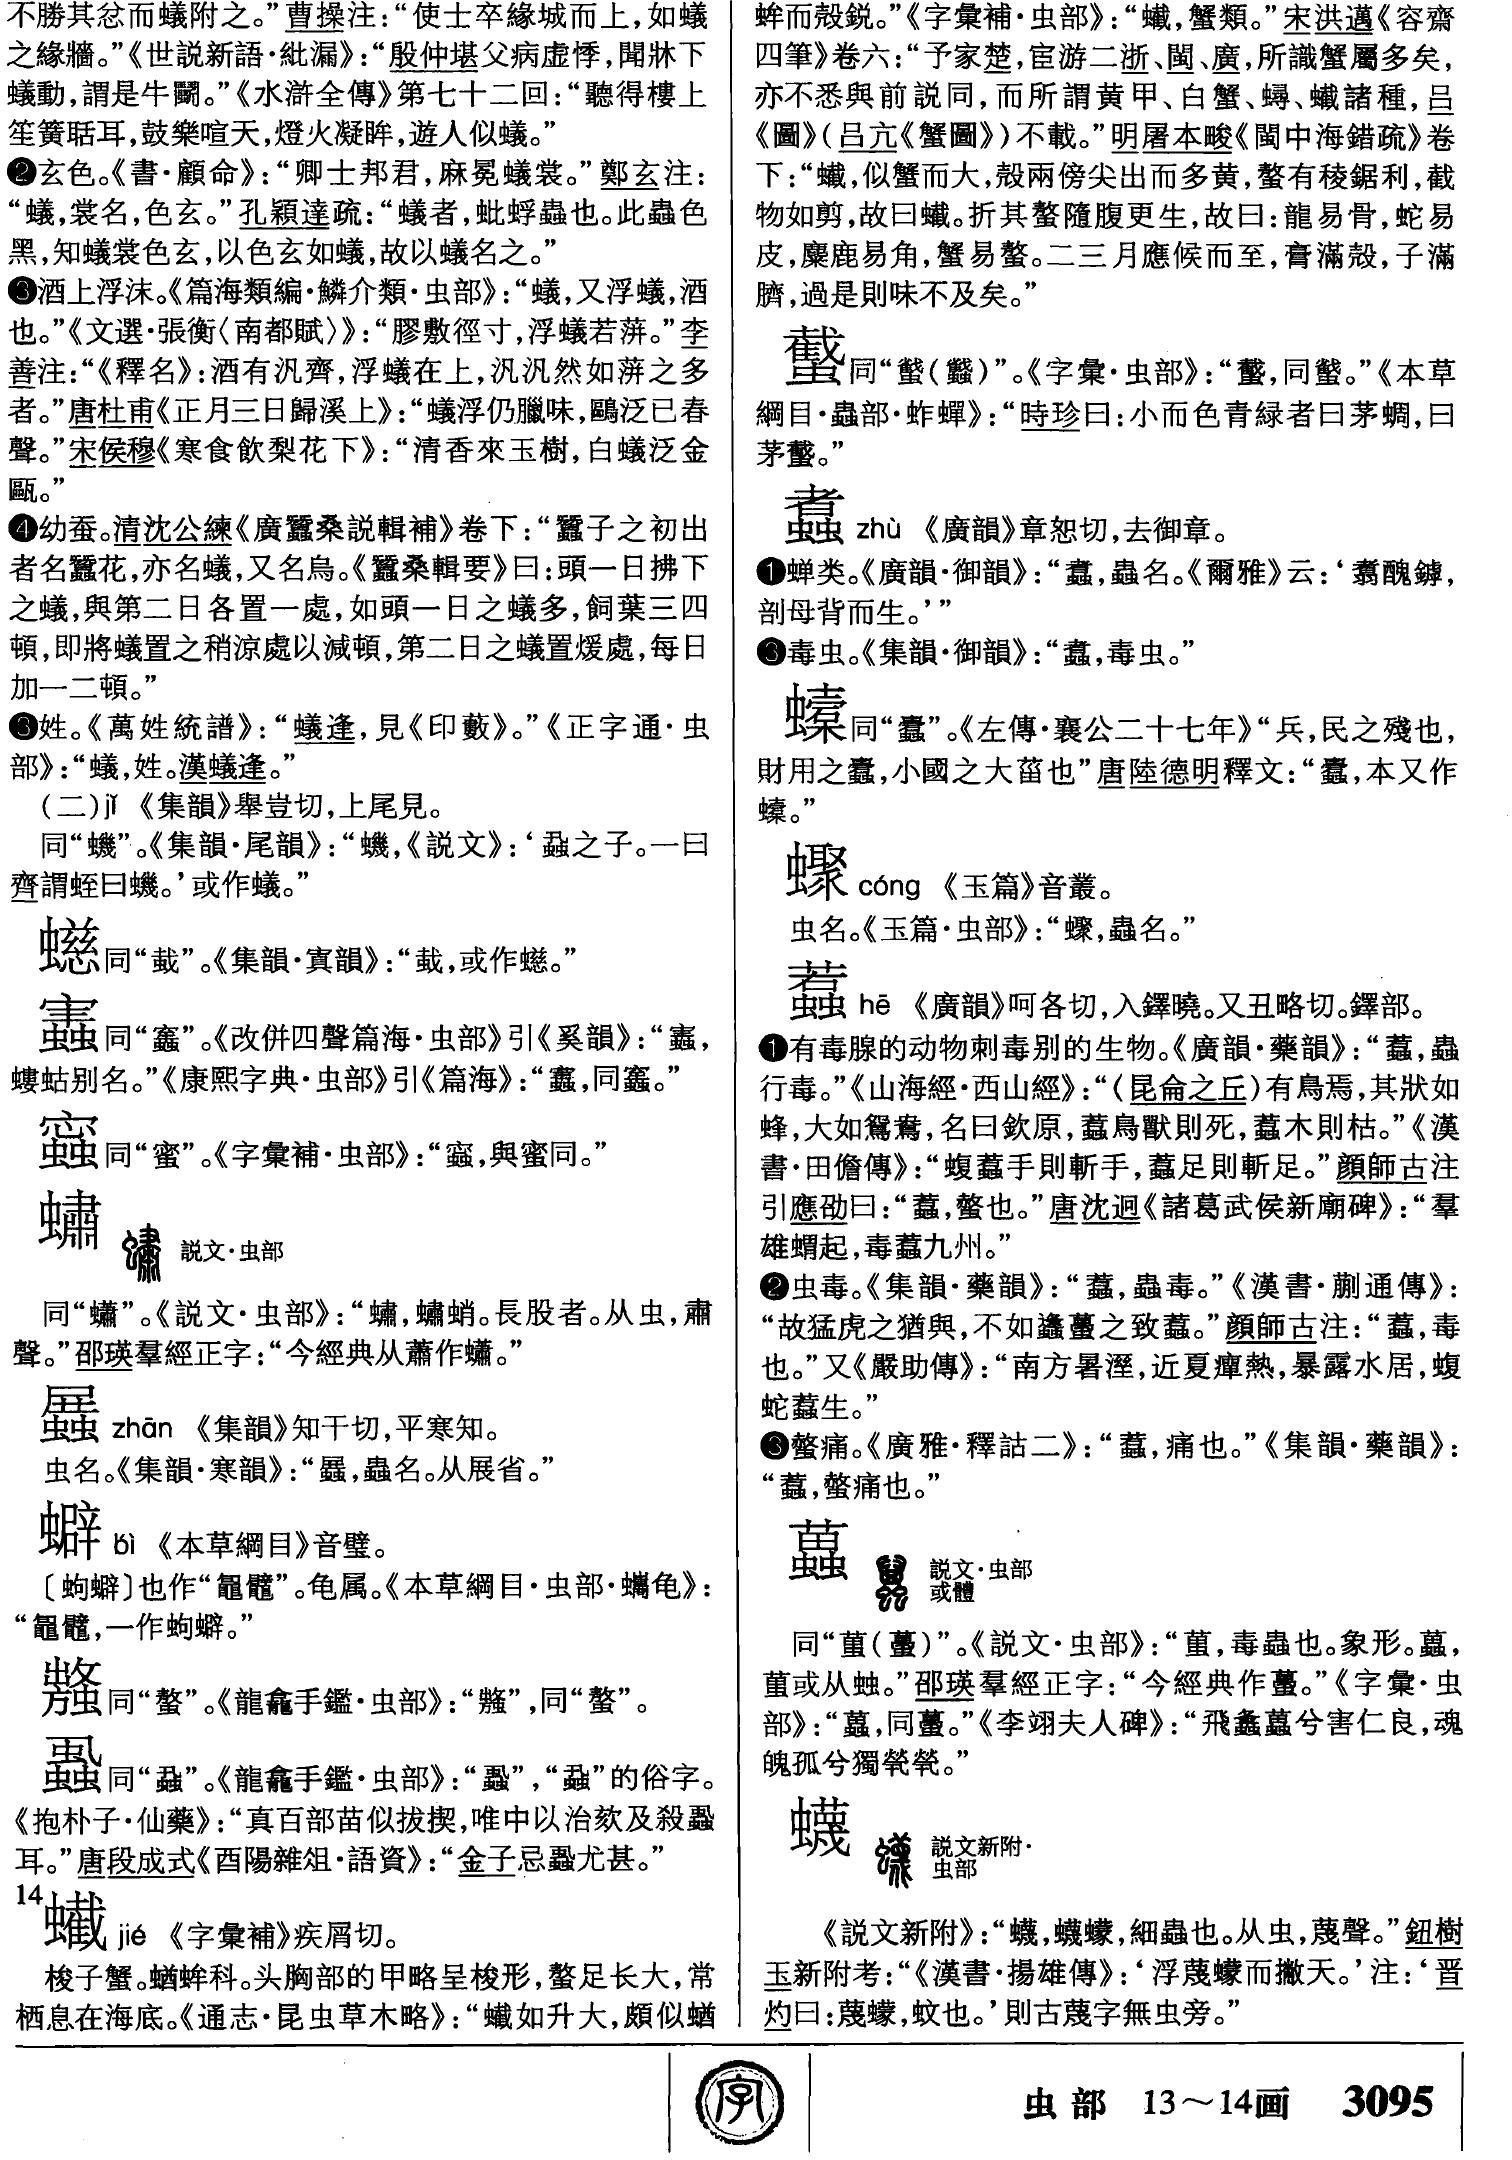 不勝其忿而蟻附之。”曹操注：“使士卒緣城而上，如蟻
之緣牆。”《世説新語·紕漏》：“殷仲堪父病虚悸，聞牀下
蟻動，謂是牛鬭。”《水滸全傳》第七十二回：“聽得樓上
笙簧聒耳，鼓樂喧天，燈火凝眸，遊人似蟻。”
❷玄色。《書·顧命》：“卿士邦君，麻冕蟻裳。”鄭玄注：
“蟻，裳名，色玄。”孔穎達疏：“蟻者，蚍蜉蟲也。此蟲色
黑，知蟻裳色玄，以色玄如蟻，故以蟻名之。”
❸酒上浮沫。《篇海類編·鱗介類·虫部》：“蟻，又浮蟻，酒
也。”《文選·張衡〈南都賦〉》：“膠敷徑寸，浮蟻若蓱。”李
善注：“《釋名》：酒有汎齊，浮蟻在上，汎汎然如蓱之多
者。”唐杜甫《正月三日歸溪上》：“蟻浮仍臘味，鷗泛已春
聲。”宋侯穆《寒食飲梨花下》：“清香來玉樹，白蟻泛金
甌。”
❹幼蚕。清沈公練《廣蠶桑説輯補》卷下：“蠶子之初出
者名蠶花，亦名蟻，又名烏。《蠶桑輯要》曰：頭一日拂下
之蟻，與第二日各置一處，如頭一日之蟻多，飼葉三四
頓，即將蟻置之稍涼處以減頓，第二日之蟻置煖處，每日
加一二頓。”
❸姓。《萬姓統譜》：“蟻逢，見《印藪》。”《正字通·虫
部》：“蟻，姓。漢蟻逢。”
（二）jǐ 《集韻》舉豈切，上尾見。
同“蟣”。《集韻·尾韻》：“蟣，《説文》：‘蝨之子。一曰
齊謂蛭曰蟣。’或作蟻。”
同“蛓”。《集韻·寘韻》：“蛓，或作蟻。”
同“䗷”。《改併四聲篇海·虫部》引《奚韻》：“
螻蛄别名。”《康熙字典·虫部》引《篇海》：
同“蜜”。《字彙補·虫部》：“，與蜜同。”
蟰 説文·虫部
同“蠨”。《説文·虫部》：“蟰，蟰蛸。長股者。从虫，肅
聲。”邵瑛羣經正字：“今經典从蕭作蠨。”
zhān 《集韻》知干切，平寒知。
虫名。《集韻·寒韻》：“，蟲名。从展省。”
䘃 bì 《本草綱目》音璧。
〔蚼䘃〕也作“”。龟属。《本草綱目·虫部·蠵龟》：
“，一作蚼䘃。”
同“螯”。《龍龕手鑑·虫部》：“”，同“螯”。
同“蝨”。《龍龕手鑑·虫部》：“”，“蝨”的俗字。
《抱朴子·仙藥》：“真百部苗似拔揳，唯中以治欬及殺蝨
耳。”唐段成式《酉陽雜俎·語資》：“金子忌蝨尤甚。”
14
蠘 jié 《字彙補》疾屑切。
梭子蟹。蝤蛑科。头胸部的甲略呈梭形，螯足长大，常
栖息在海底。《通志·昆虫草木略》：“蠘如升大，頗似蝤
蛑而殼鋭。”《字彙補·虫部》：“蠘，蟹類。”宋洪邁《容齋
四筆》卷六：“予家楚，宦游二浙、閩、廣，所識蟹屬多矣，
亦不悉與前説同，而所謂黄甲、白蟹、蟳、蠘諸種，吕
《圖》（吕亢《蟹圖》）不載。”明屠本畯《閩中海錯疏》卷
下：“蠘，似蟹而大，殼兩傍尖出而多黄，螯有稜鋸利，截
物如剪，故曰蠘。折其螯隨腹更生，故曰：龍易骨，蛇易
皮，麋鹿易角，蟹易螯。二三月應候而至，膏滿殼，子滿
臍，過是則味不及矣。”
蠽 同“蠽（䘁）”。《字彙·虫部》：“，同蠽。”《本草
綱目·蟲部·蚱蟬》：“時珍曰：小而色青緑者曰茅蜩，曰
茅蠽。”
zhù 《廣韻》章恕切，去御章。
❶蝉类。《廣韻·御韻》：“，蟲名。《爾雅》云：‘翥醜鏬，
剖母背而生。’”
❸毒虫。《集韻·御韻》：“，毒虫。”
同“蠹”。《左傳·襄公二十七年》“兵，民之殘也，
財用之蠹，小國之大菑也”唐陸德明釋文：“蠹，本又作
。”
cóng 《玉篇》音叢。
虫名。《玉篇·虫部》：“，蟲名。”
蠚 hē 《廣韻》呵各切，入鐸曉。又丑略切。鐸部。
❶有毒腺的动物刺毒别的生物。《廣韻·藥韻》：“蠚，蟲
行毒。”《山海經·西山經》：“（昆侖之丘）有鳥焉，其狀如
蜂，大如鴛鴦，名曰欽原，蠚鳥獸則死，蠚木則枯。”《漢
書·田儋傳》：“蝮蠚手則斬手，蠚足則斬足。”顔師古注
引應劭曰：“蠚，螫也。”唐沈迥《諸葛武侯新廟碑》：“羣
雄蝟起，毒蠚九州。”
❷虫毒。《集韻·藥韻》：“蠚，蟲毒。”《漢書·蒯通傳》：
“故猛虎之猶與，不如蠭蠆之致蠚。”顔師古注：“蠚，毒
也。”又《嚴助傳》：“南方暑溼，近夏癉熱，暴露水居，蝮
蛇蠚生。”
❸螫痛。《廣雅·釋詁二》：“蠚，痛也。”《集韻·藥韻》：
“蠚，螫痛也。”
説文·虫部
或體
同“萬（蠆）”。《説文·虫部》：“，毒蟲也。象形。，
或从䖵。”邵瑛羣經正字：“今經典作蠆。”《字彙·虫
部》：“，同蠆。”《李翊夫人碑》：“飛蠭兮害仁良，魂
魄孤兮獨煢煢。”
蠛 説文新附·
虫部
《説文新附》：“蠛，蠛蠓，細蟲也。从虫，蔑聲。”鈕樹
玉新附考：“《漢書·揚雄傳》：‘浮蔑蠓而撇天。’注：‘晋
灼曰：蔑蠓，蚊也。’則古蔑字無虫旁。”
字
虫部 13～14画 3095